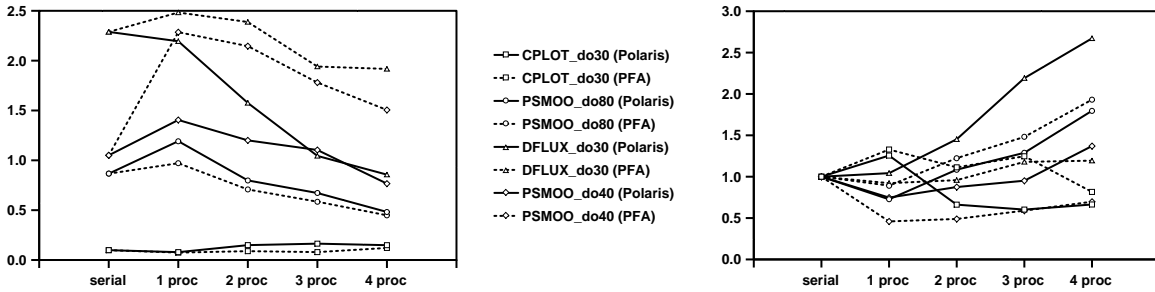 2.5
2.0
1.5
1.0
0.5
0.0
serial 1 proc 2 proc 3 proc 4 proc
CPLOT_do30 (Polaris)
CPLOT_do30 (PFA)
PSMOO_do80 (Polaris)
PSMOO_do80 (PFA)
DFLUX_do30 (Polaris)
DFLUX_do30 (PFA)
PSMOO_do40 (Polaris)
PSMOO_do40 (PFA)
3.0
2.5
2.0
1.5
1.0
0.5
0.0
serial 1 proc 2 proc 3 proc 4 proc